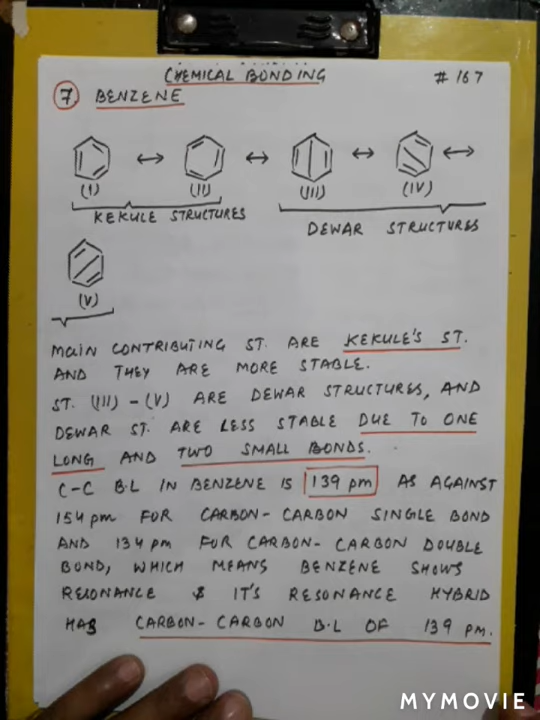 CHEMICAL BONDING
# 167
7. BENZENE
(I) (II) (III) (IV)
KEKULE STRUCTURES
DEWAR STRUCTURES
(V)
MAIN CONTRIBUTING ST. ARE KEKULE'S ST.
AND THEY ARE MORE STABLE.
ST. (III) - (V) ARE DEWAR STRUCTURES, AND
DEWAR ST. ARE LESS STABLE DUE TO ONE
LONG AND TWO SMALL BONDS.
C-C B.L IN BENZENE IS 139 pm AS AGAINST
154 pm FOR CARBON-CARBON SINGLE BOND
AND 134 pm FOR CARBON-CARBON DOUBLE
BOND, WHICH MEANS BENZENE SHOWS
RESONANCE & IT'S RESONANCE HYBRID
HAS CARBON-CARBON B.L OF 139 pm.
MYMOVIE